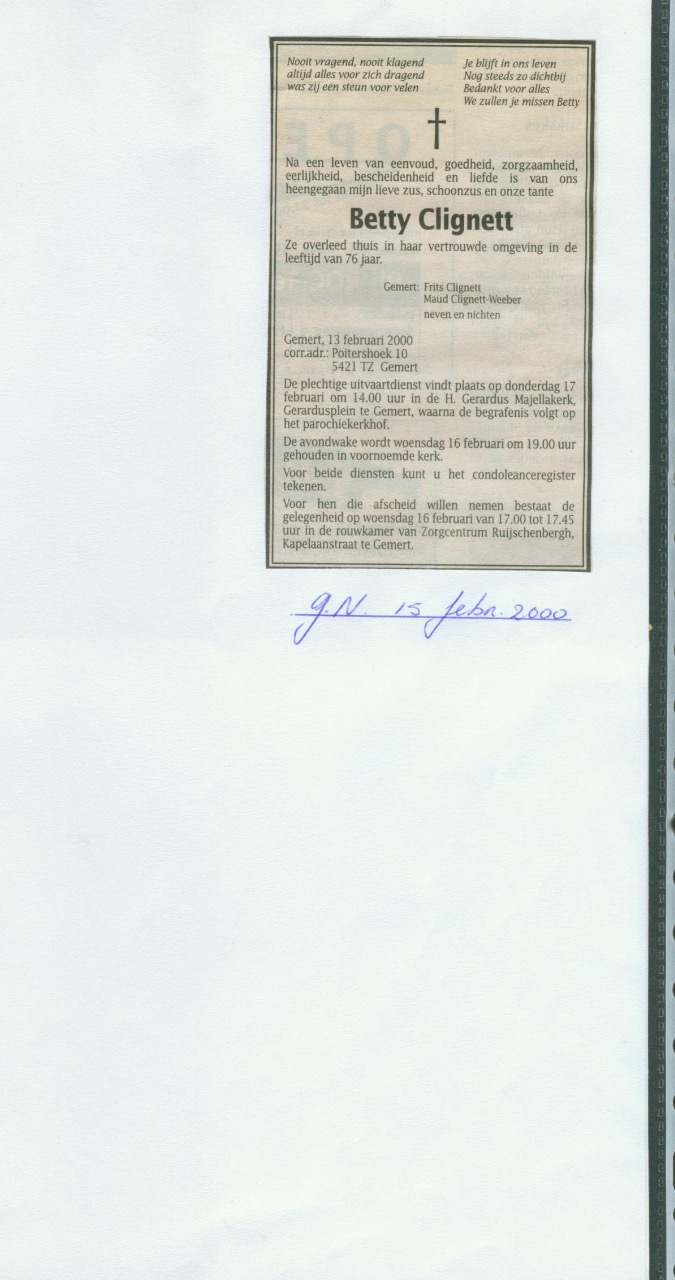 Nooit vragend, nooit klagend
altijd alles voor zich dragend
was zij een steun voor velen
Je blijft in ons leven
Nog steeds zo dichtbij
Bedankt voor alles
We zullen je missen Betty
Na een leven van eenvoud, goedheid, zorgzaamheid,
eerlijkheid, bescheidenheid en liefde is van ons
heengegaan mijn lieve zus, schoonzus en onze tante
Betty Clignett
Ze overleed thuis in haar vertrouwde omgeving in de
leeftijd van 76 jaar.
Gemert: Frits Clignett
Maud Clignett-Weeber
neven en nichten
Gemert, 13 februari 2000
corr.adr.: Poitershoek 10
5421 TZ Gemert
De plechtige uitvaartdienst vindt plaats op donderdag 17
februari om 14.00 uur in de H. Gerardus Majellakerk,
Gerardusplein te Gemert, waarna de begrafenis volgt op
het parochiekerkhof.
De avondwake wordt woensdag 16 februari om 19.00 uur
gehouden in voornoemde kerk.
Voor beide diensten kunt u het condoleanceregister
tekenen.
Voor hen die afscheid willen nemen bestaat de
gelegenheid op woensdag 16 februari van 17.00 tot 17.45
uur in de rouwkamer van Zorgcentrum Ruijschenbergh,
Kapelaanstraat te Gemert.
G.N. 15 febr. 2000